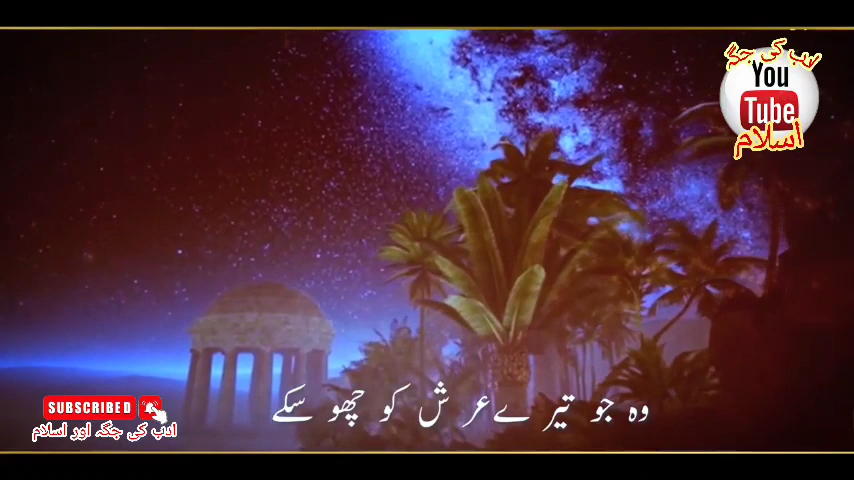 ادب کی جگہ
You
Tube
اسلام
وہ جو تیرے عرش کو چھو سکے
SUBSCRIBED
ادب کی جگہ اور اسلام